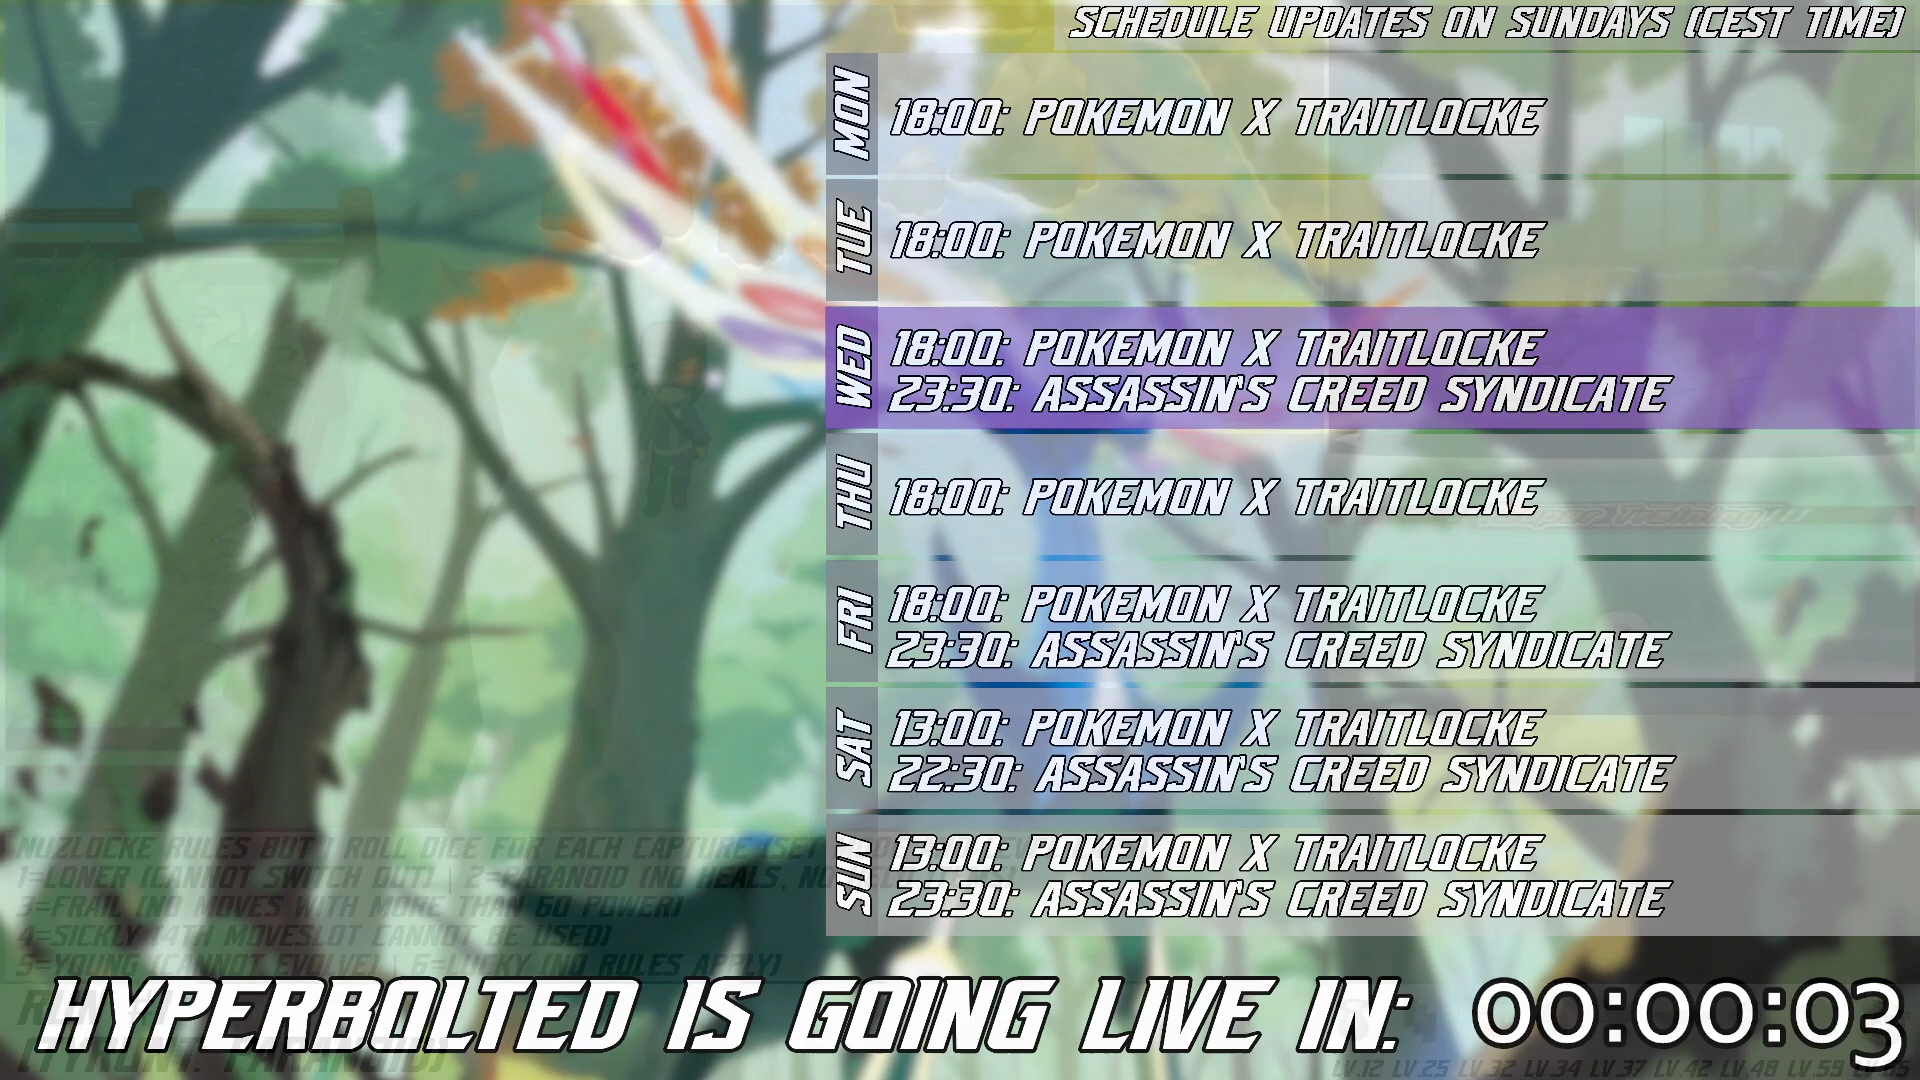 SCHEDULE UPDATES ON SUNDAYS (CEST TIME)
MON
18:00: POKEMON X TRAITLOCKE
TUE
18:00: POKEMON X TRAITLOCKE
WED
18:00: POKEMON X TRAITLOCKE
23:30: ASSASSIN'S CREED SYNDICATE
THU
18:00: POKEMON X TRAITLOCKE
FRI
18:00: POKEMON X TRAITLOCKE
23:30: ASSASSIN'S CREED SYNDICATE
SAT
13:00: POKEMON X TRAITLOCKE
22:30: ASSASSIN'S CREED SYNDICATE
SUN
13:00: POKEMON X TRAITLOCKE
23:30: ASSASSIN'S CREED SYNDICATE
NUZLOCKE RULES BUT I ROLL DICE FOR EACH CAPTURE (SET
1=LONER (CANNOT SWITCH OUT) | 2=PARANOID (NO HEALS, NO
3=FRAIL (NO MOVES WITH MORE THAN 60 POWER)
4=SICKLY (4TH MOVESLOT CANNOT BE USED)
5=YOUNG (CANNOT EVOLVE) | 6=LUCKY (NO RULES APPLY)
HYPERBOLTED IS GOING LIVE IN: 00:00:03
(TYRUNT: PARANOID)
LV.12 LV.25 LV.32 LV.34 LV.37 LV.42 LV.48 LV.59